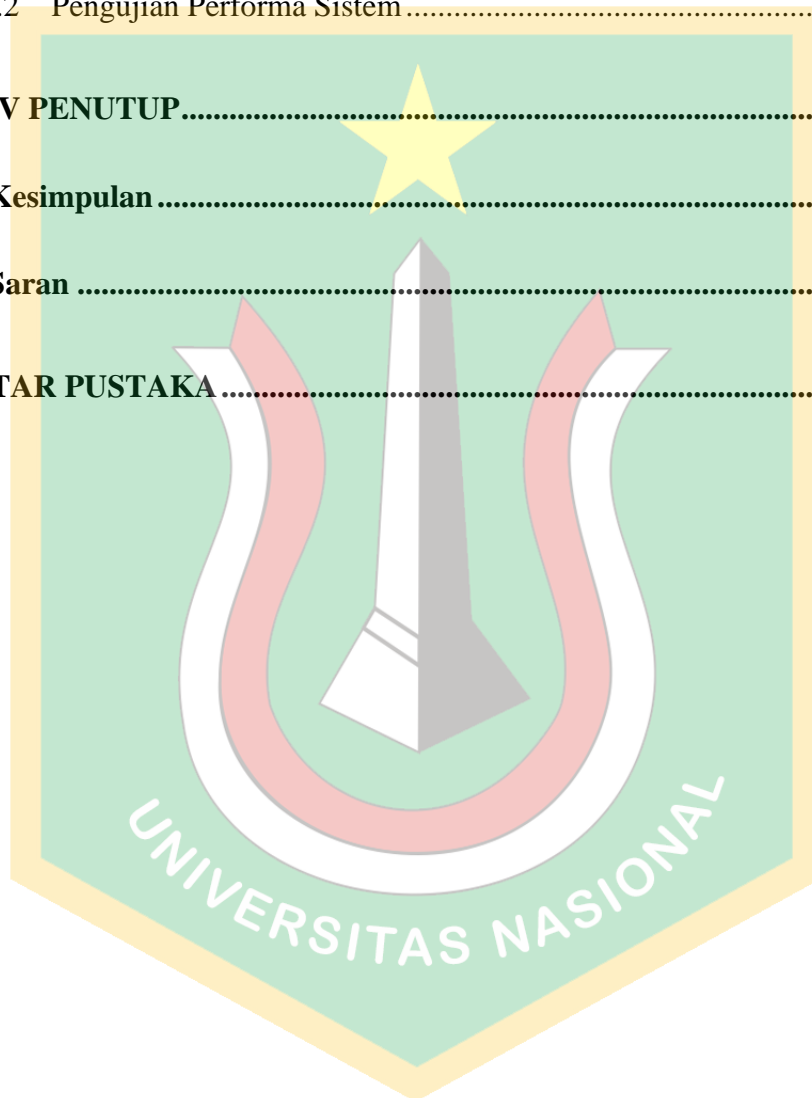 .2 Pengujian Performa Sistem ........................................................
V PENUTUP................................................................................
Kesimpulan ...................................................................................
Saran .............................................................................................
TAR PUSTAKA ...........................................................................
UNIVERSITAS NASIONAL